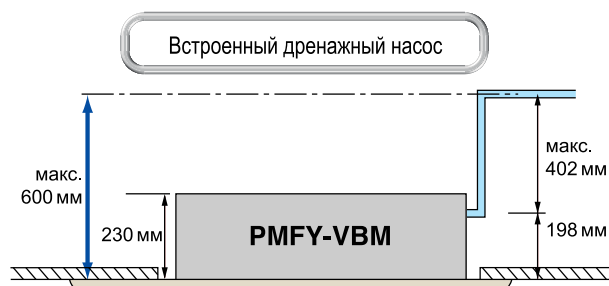 Встроенный дренажный насос
макс.
600 мм
230 мм
PMFY-VBM
макс.
402 мм
198 мм